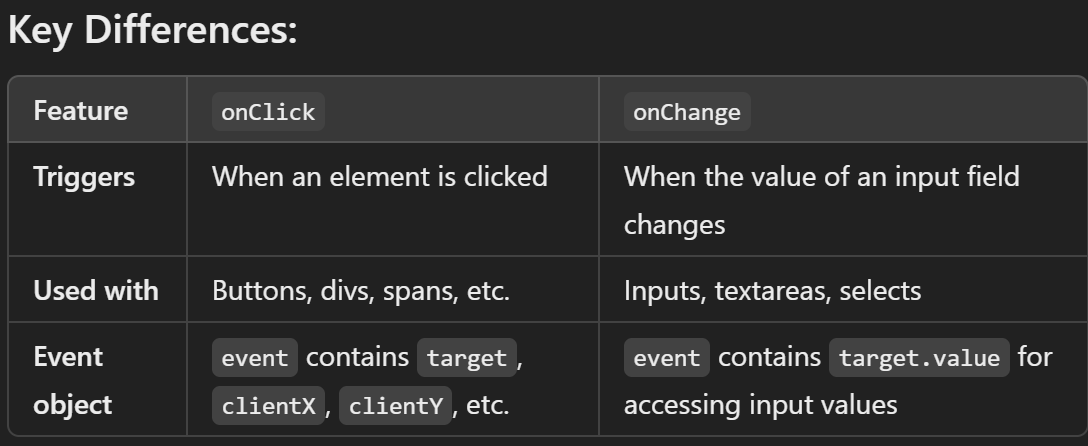 Key Differences:
Feature onClick onChange
Triggers When an element is clicked When the value of an input field
changes
Used with Buttons, divs, spans, etc. Inputs, textareas, selects
Event object event contains target, clientX, clientY, etc. event contains target.value for
accessing input values